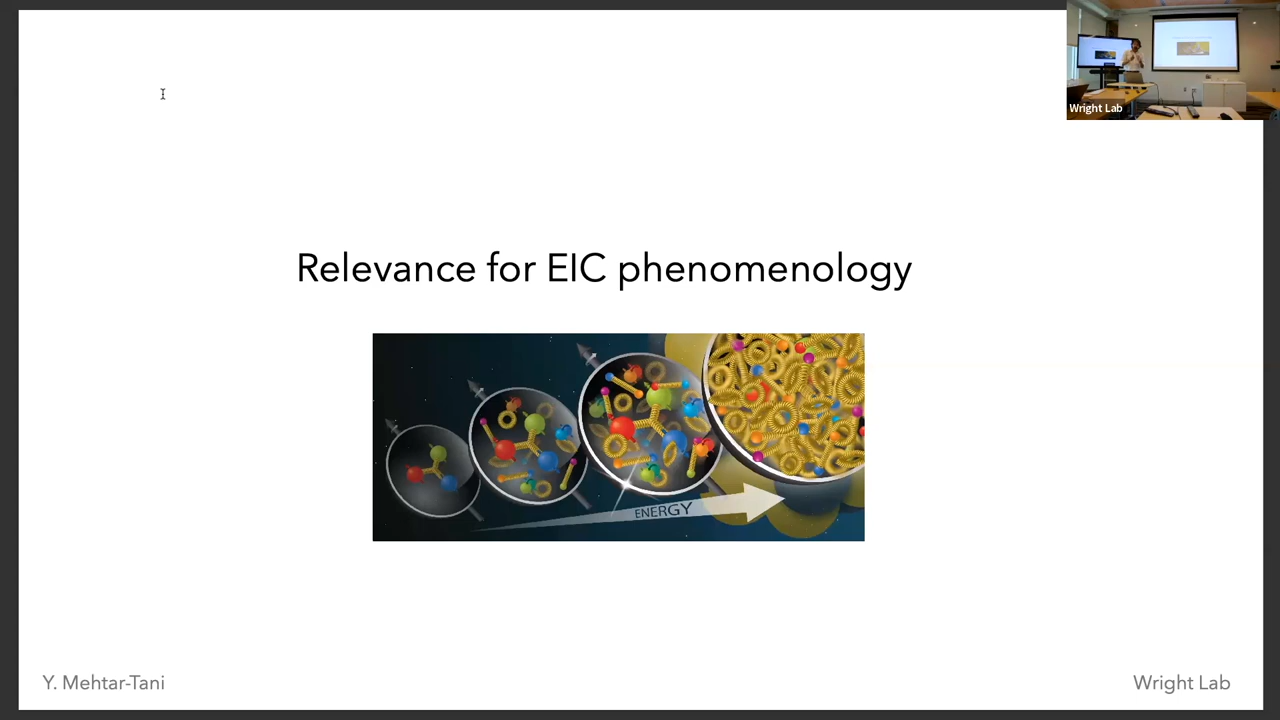 Wright Lab
Relevance for EIC phenomenology
ENERGY
Y. Mehtar-Tani
Wright Lab